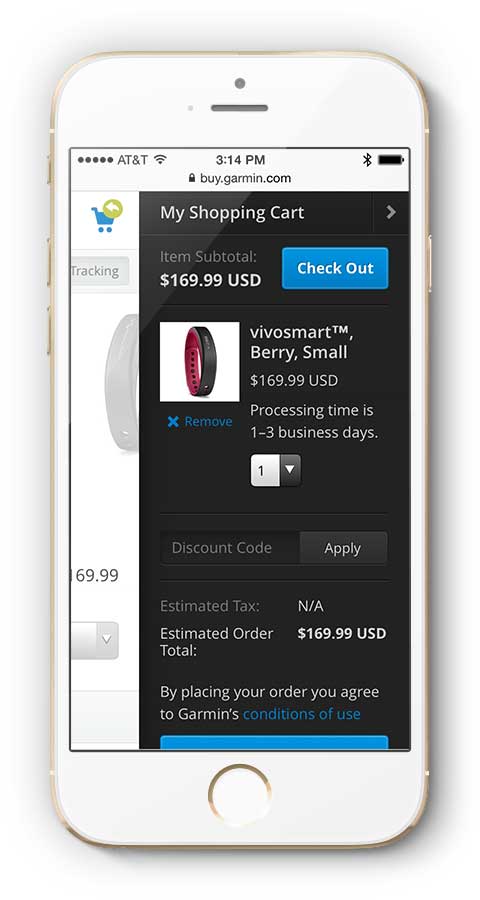 AT&T 3:14 PM
buy.garmin.com
My Shopping Cart
Tracking
Item Subtotal:
$169.99 USD
Check Out
vivosmart™,
Berry, Small
$169.99 USD
Remove
Processing time is
1–3 business days.
1
Discount Code Apply
169.99
Estimated Tax: N/A
Estimated Order
Total:
$169.99 USD
By placing your order you agree
to Garmin's conditions of use